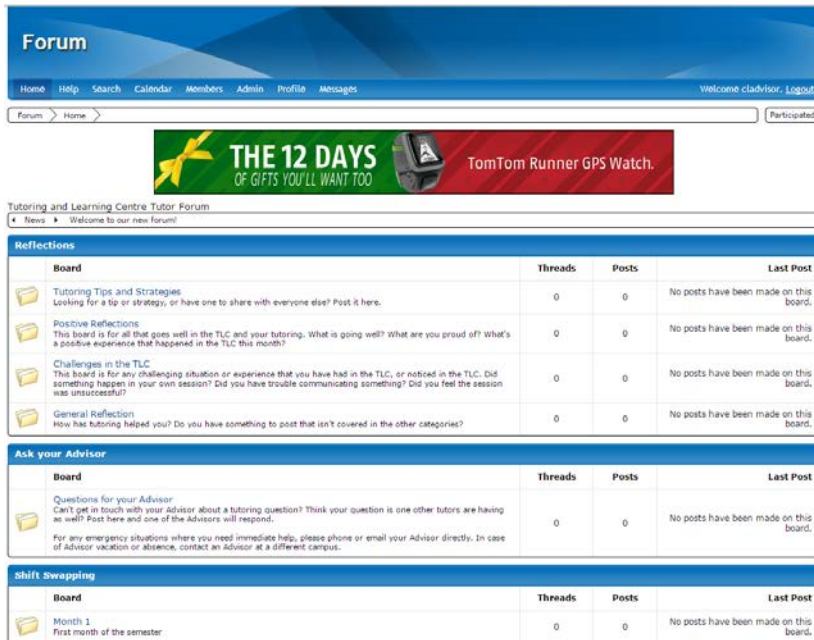 Forum
Home Help Search Calendar Members Admin Profile Messages Welcome cladvisor. Logout
Forum Home Participated
THE 12 DAYS
OF GIFTS YOU'LL WANT TOO
TomTom Runner GPS Watch.
Tutoring and Learning Centre Tutor Forum
News Welcome to our new forum!
Reflections
Board Threads Posts Last Post
Tutoring Tips and Strategies
Looking for a tip or strategy, or have one to share with everyone else? Post it here.
0 0 No posts have been made on this
board.
Positive Reflections
This board is for all that goes well in the TLC and your tutoring. What is going well? What are you proud of? What's
a positive experience that happened in the TLC this month?
0 0 No posts have been made on this
board.
Challenges in the TLC
This board is for any challenging situation or experience that you have had in the TLC, or noticed in the TLC. Did
something happen in your own session? Did you have trouble communicating something? Did you feel the session
was unsuccessful?
0 0 No posts have been made on this
board.
General Reflection
How has tutoring helped you? Do you have something to post that isn't covered in the other categories?
0 0 No posts have been made on this
board.
Ask your Advisor
Board Threads Posts Last Post
Questions for your Advisor
Can't get in touch with your Advisor about a tutoring question? Think your question is one other tutors are having
as well? Post here and one of the Advisors will respond.
For any emergency situations where you need immediate help, please phone or email your Advisor directly. In case
of Advisor vacation or absence, contact an Advisor at a different campus.
0 0 No posts have been made on this
board.
Shift Swapping
Board Threads Posts Last Post
Month 1
First month of the semester
0 0 No posts have been made on this
board.